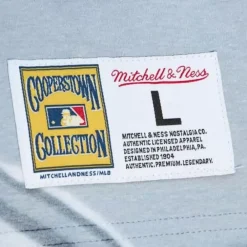 COOPERSTOWN
COLLECTION
MITCHELLANDNESS/MLB
Mitchell & Ness
L
MITCHELL & NESS NOSTALGIA CO.
AUTHENTIC LICENSED APPAREL
DESIGNED IN PHILADELPHIA, PA.
ESTABLISHED 1904
AUTHENTIC. PREMIUM. LEGENDARY.